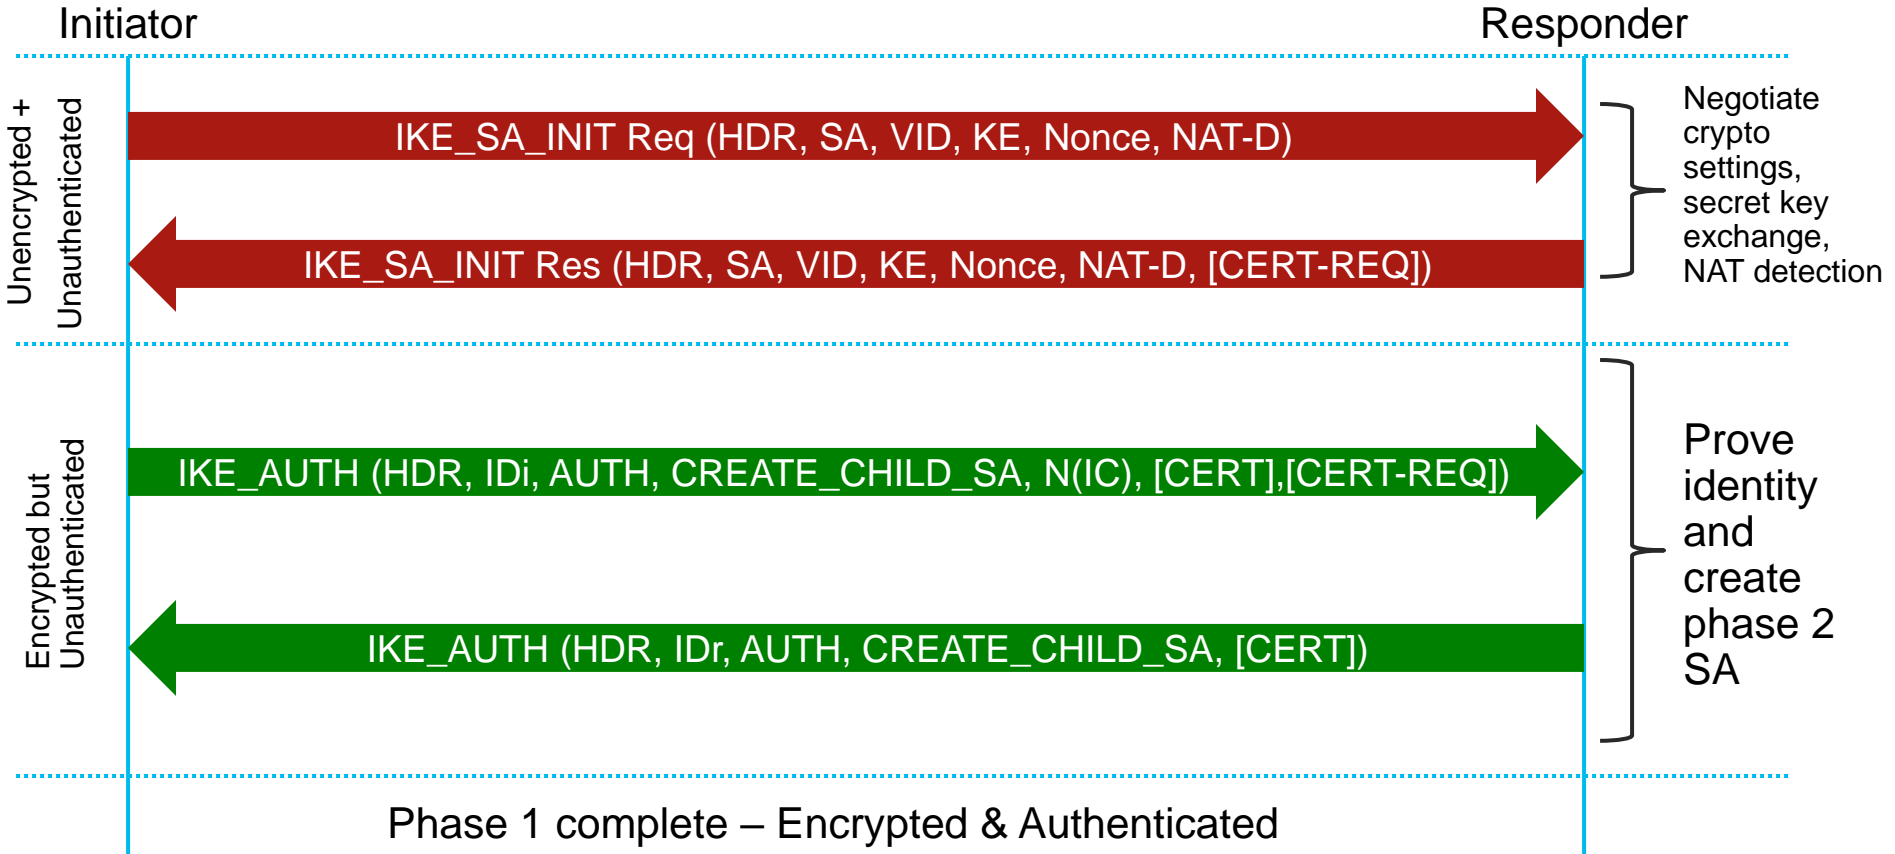 Initiator
Responder
Unencrypted +
Unauthenticated
IKE_SA_INIT Req (HDR, SA, VID, KE, Nonce, NAT-D)
IKE_SA_INIT Res (HDR, SA, VID, KE, Nonce, NAT-D, [CERT-REQ])
Negotiate
crypto
settings,
secret key
exchange,
NAT detection
Encrypted but
Unauthenticated
IKE_AUTH (HDR, IDi, AUTH, CREATE_CHILD_SA, N(IC), [CERT],[CERT-REQ])
IKE_AUTH (HDR, IDr, AUTH, CREATE_CHILD_SA, [CERT])
Prove
identity
and
create
phase 2
SA
Phase 1 complete – Encrypted & Authenticated